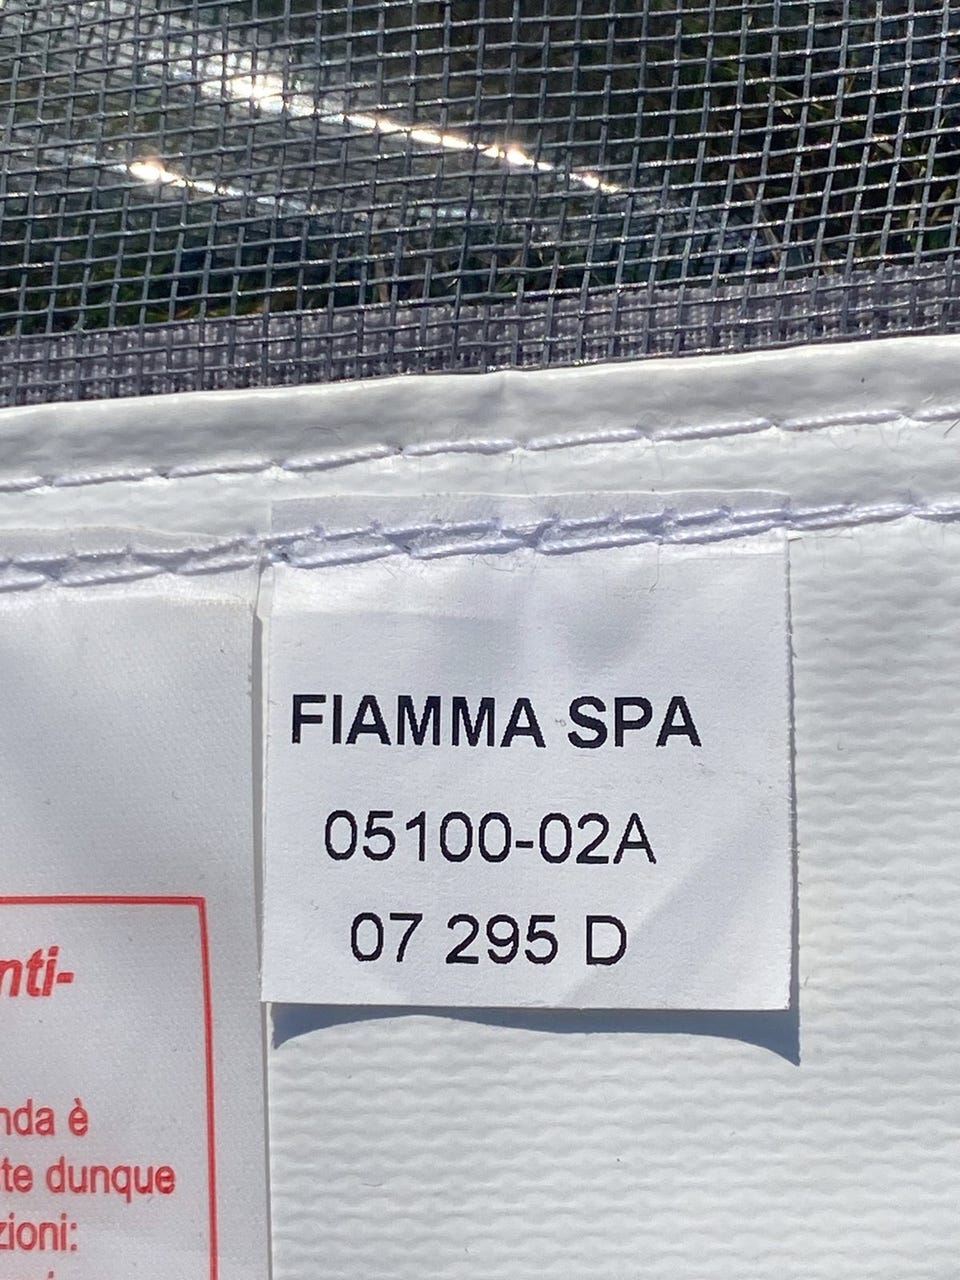 FIAMMA SPA
05100-02A
07 295 D
nti-
nda è
te dunque
zioni: